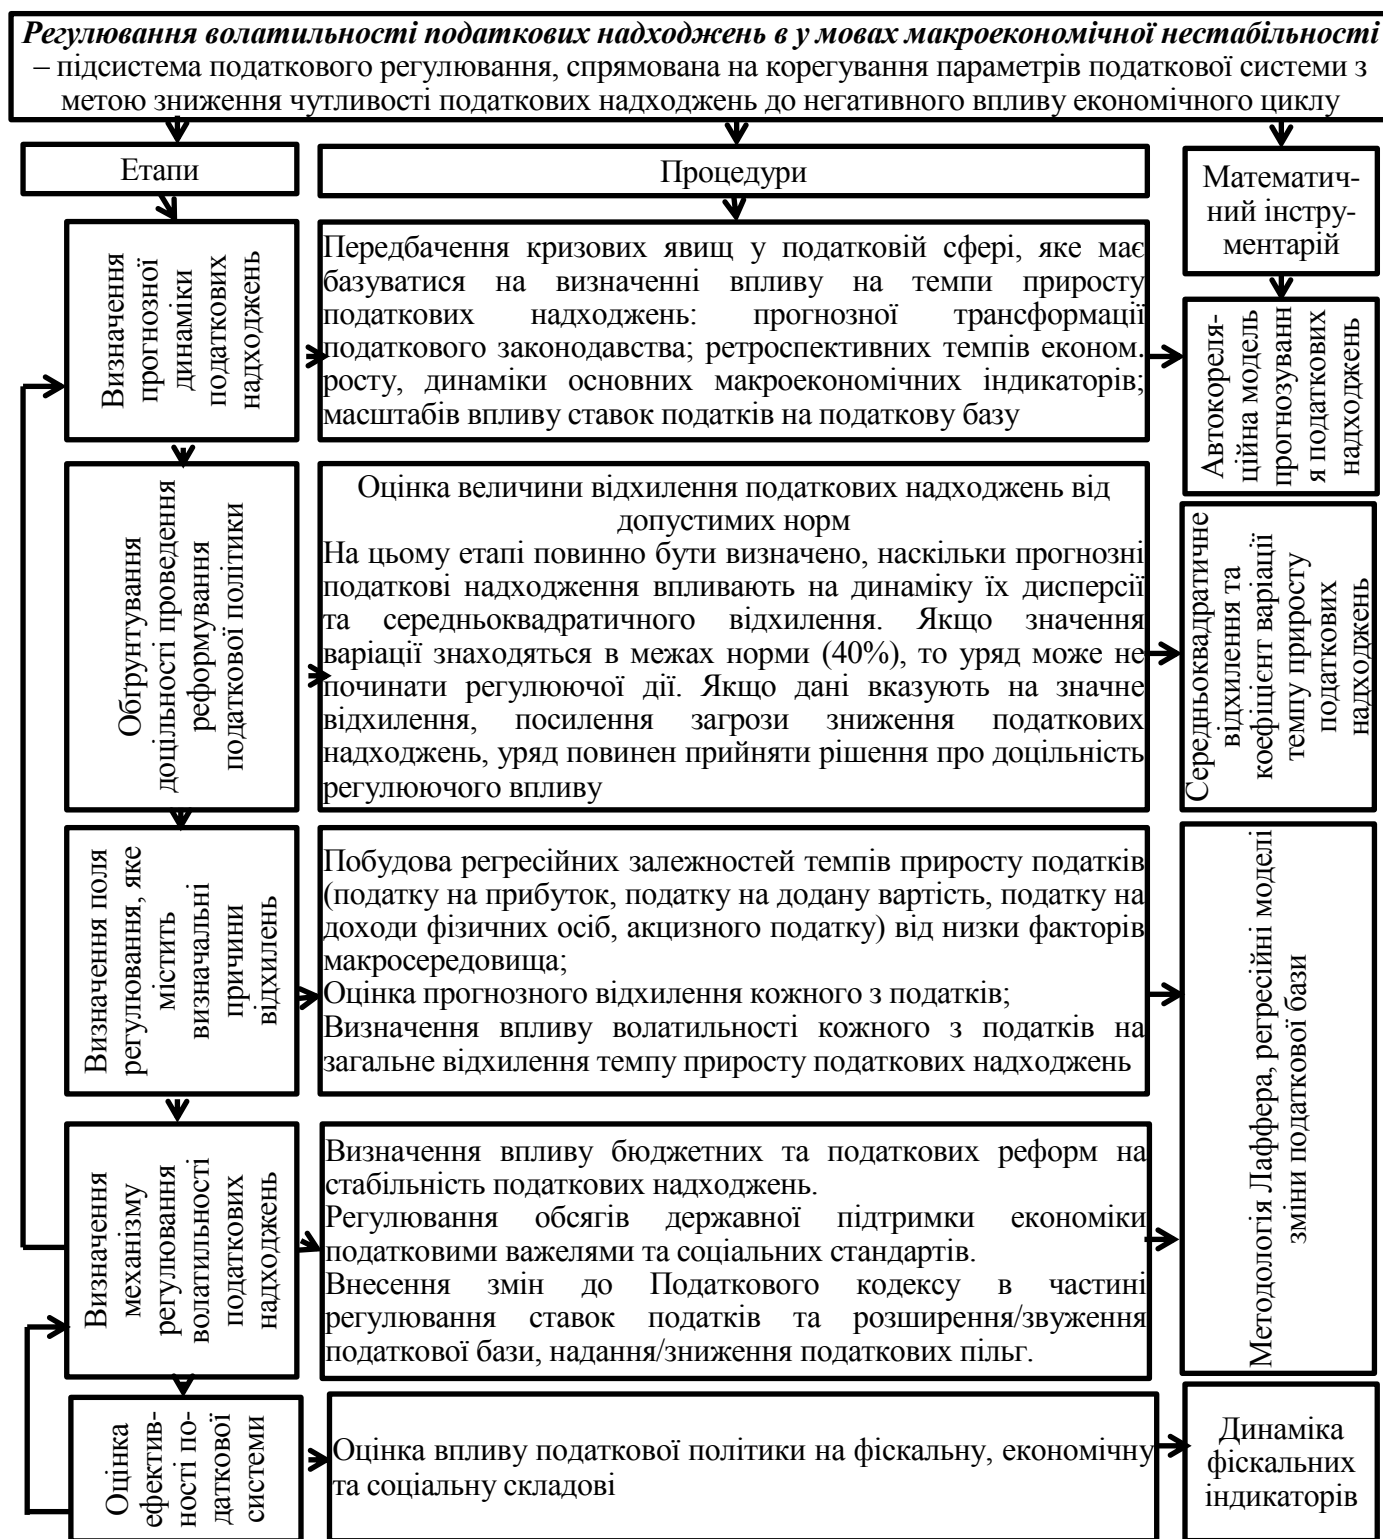 Регулювання волатильності податкових надходжень в у мовах макроекономічної нестабільності
– підсистема податкового регулювання, спрямована на корегування параметрів податкової системи з
метою зниження чутливості податкових надходжень до негативного впливу економічного циклу
Етапи
Процедури
Математич-
ний інстру-
ментарій
Визначення
прогнозної
динаміки
податкових
надходжень
Передбачення кризових явищ у податковій сфері, яке має
базуватися на визначенні впливу на темпи приросту
податкових надходжень: прогнозної трансформації
податкового законодавства; ретроспективних темпів економ.
росту, динаміки основних макроекономічних індикаторів;
масштабів впливу ставок податків на податкову базу
Автокореля-
ційна модель
прогнозуванн
я податкових
надходжень
Обґрунтування
доцільності проведення
реформування
податкової політики
Оцінка величини відхилення податкових надходжень від
допустимих норм
На цьому етапі повинно бути визначено, наскільки прогнозні
податкові надходження впливають на динаміку їх дисперсії
та середньоквадратичного відхилення. Якщо значення
варіації знаходяться в межах норми (40%), то уряд може не
починати регулюючої дії. Якщо дані вказують на значне
відхилення, посилення загрози зниження податкових
надходжень, уряд повинен прийняти рішення про доцільність
регулюючого впливу
Середньоквадратичне
відхилення та
коефіцієнт варіації
темпу приросту
податкових
надходжень
Визначення поля
регулювання, яке
містить
визначальні
причини
відхилень
Побудова регресійних залежностей темпів приросту податків
(податку на прибуток, податку на додану вартість, податку на
доходи фізичних осіб, акцизного податку) від низки факторів
макросередовища;
Оцінка прогнозного відхилення кожного з податків;
Визначення впливу волатильності кожного з податків на
загальне відхилення темпу приросту податкових надходжень
Методологія Лаффера, регресійні моделі
зміни податкової бази
Визначення
механізму
регулювання
волатильності
податкових
надходжень
Визначення впливу бюджетних та податкових реформ на
стабільність податкових надходжень.
Регулювання обсягів державної підтримки економіки
податковими важелями та соціальних стандартів.
Внесення змін до Податкового кодексу в частині
регулювання ставок податків та розширення/звуження
податкової бази, надання/зниження податкових пільг.
Оцінка
ефектив-
ності по-
даткової
системи
Оцінка впливу податкової політики на фіскальну, економічну
та соціальну складові
Динаміка
фіскальних
індикаторів